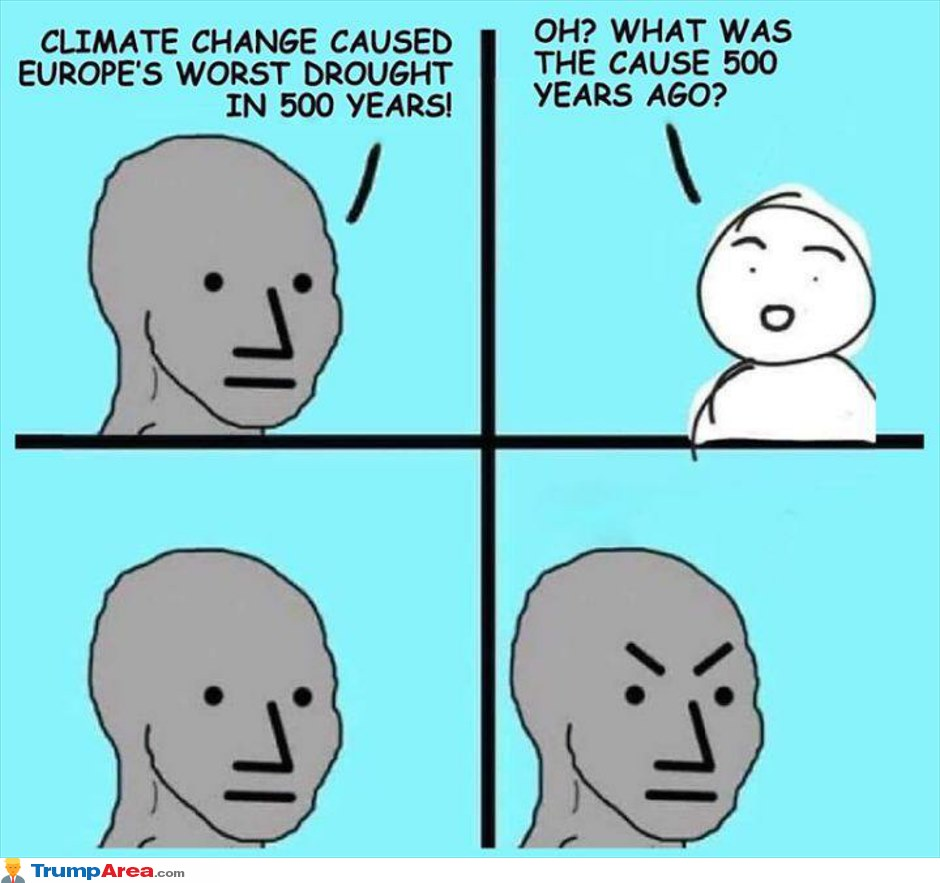 CLIMATE CHANGE CAUSED
EUROPE'S WORST DROUGHT
IN 500 YEARS!
OH? WHAT WAS
THE CAUSE 500
YEARS AGO?
TrumpArea.com